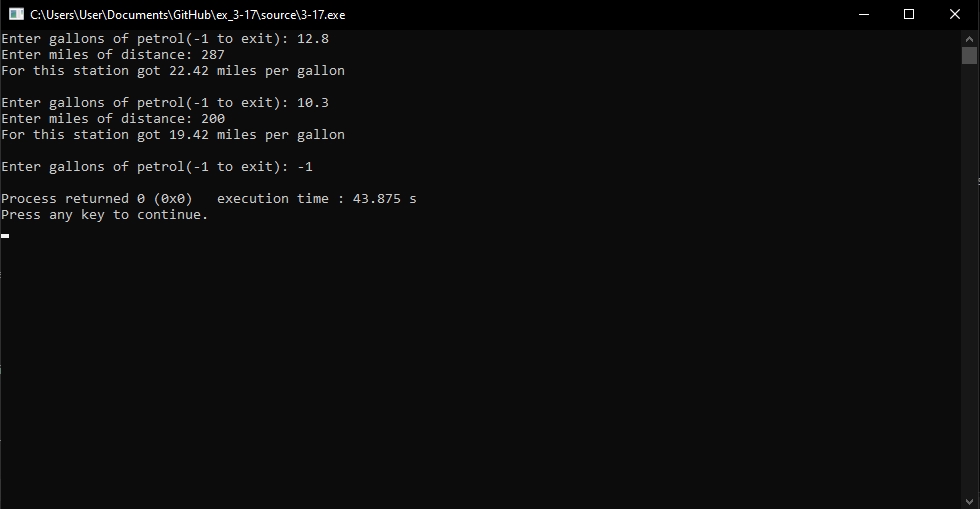 C:\Users\User\Documents\GitHub\ex_3-17\source\3-17.exe
Enter gallons of petrol(-1 to exit): 12.8
Enter miles of distance: 287
For this station got 22.42 miles per gallon
Enter gallons of petrol(-1 to exit): 10.3
Enter miles of distance: 200
For this station got 19.42 miles per gallon
Enter gallons of petrol(-1 to exit): -1
Process returned 0 (0x0)   execution time : 43.875 s
Press any key to continue.